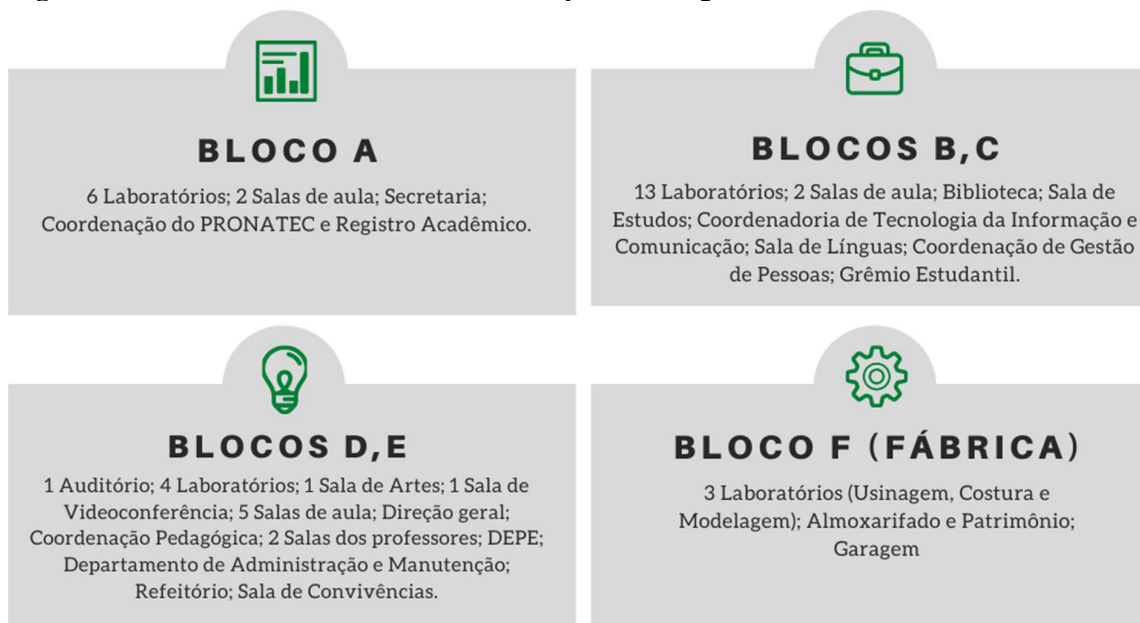 BLOCO A
6 Laboratórios; 2 Salas de aula; Secretaria;
Coordenação do PRONATEC e Registro Acadêmico.
BLOCOS B,C
13 Laboratórios; 2 Salas de aula; Biblioteca; Sala de
Estudos; Coordenadoria de Tecnologia da Informação e
Comunicação; Sala de Línguas; Coordenação de Gestão
de Pessoas; Grêmio Estudantil.
BLOCOS D,E
1 Auditório; 4 Laboratórios; 1 Sala de Artes; 1 Sala de
Videoconferência; 5 Salas de aula; Direção geral;
Coordenação Pedagógica; 2 Salas dos professores; DEPE;
Departamento de Administração e Manutenção;
Refeitório; Sala de Convivências.
BLOCO F (FÁBRICA)
3 Laboratórios (Usinagem, Costura e
Modelagem); Almoxarifado e Patrimônio;
Garagem